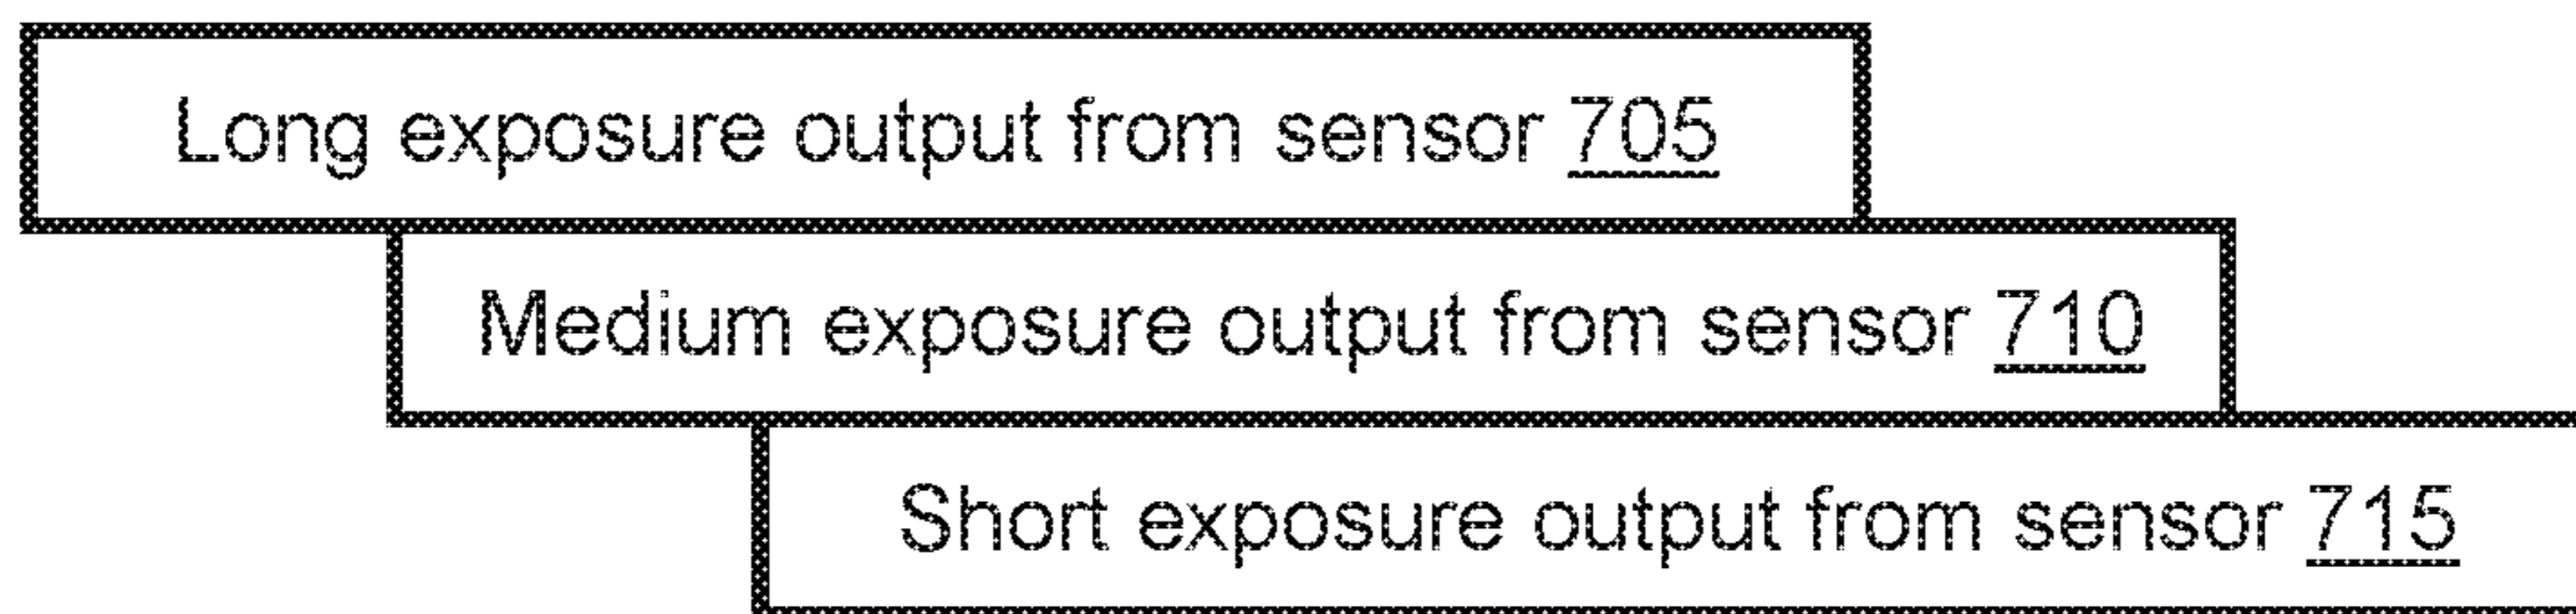 Long exposure output from sensor 705
Medium exposure output from sensor 710
Short exposure output from sensor 715